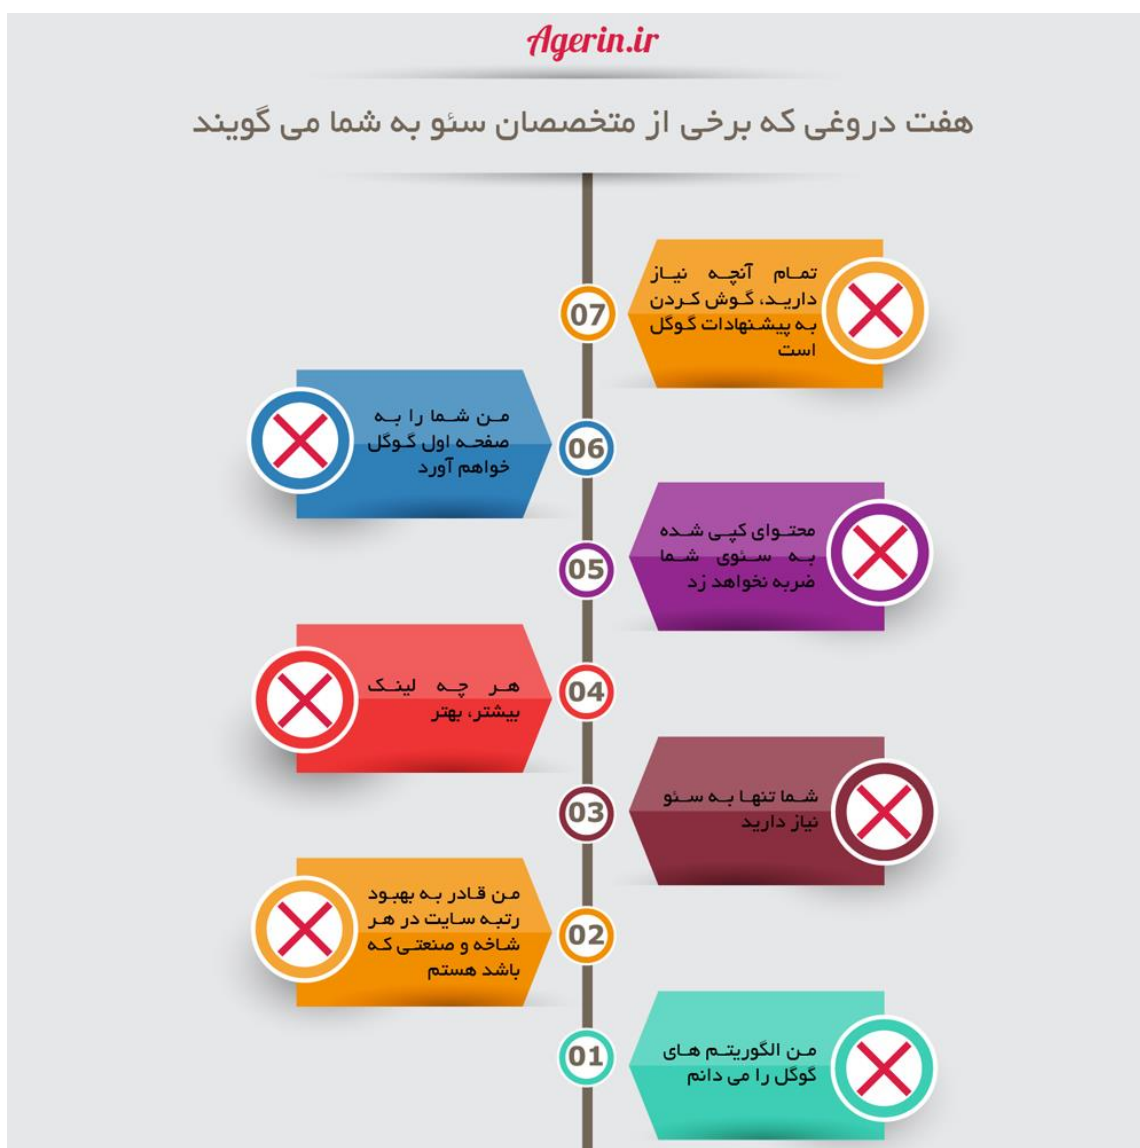 Agerin.ir
هفت دروغی که برخی از متخصصان سئو به شما می گویند
07
تمام آنچه نیاز
دارید، گوش کردن
به پیشنهادات گوگل
است
06
من شما را به
صفحه اول گوگل
خواهم آورد
05
محتوای کپی شده
به سئوی شما
ضربه نخواهد زد
04
هر چه لینک
بیشتر، بهتر
03
شما تنها به سئو
نیاز دارید
02
من قادر به بهبود
رتبه سایت در هر
شاخه و صنعتی که
باشد هستم
01
من الگوریتم های
گوگل را می دانم